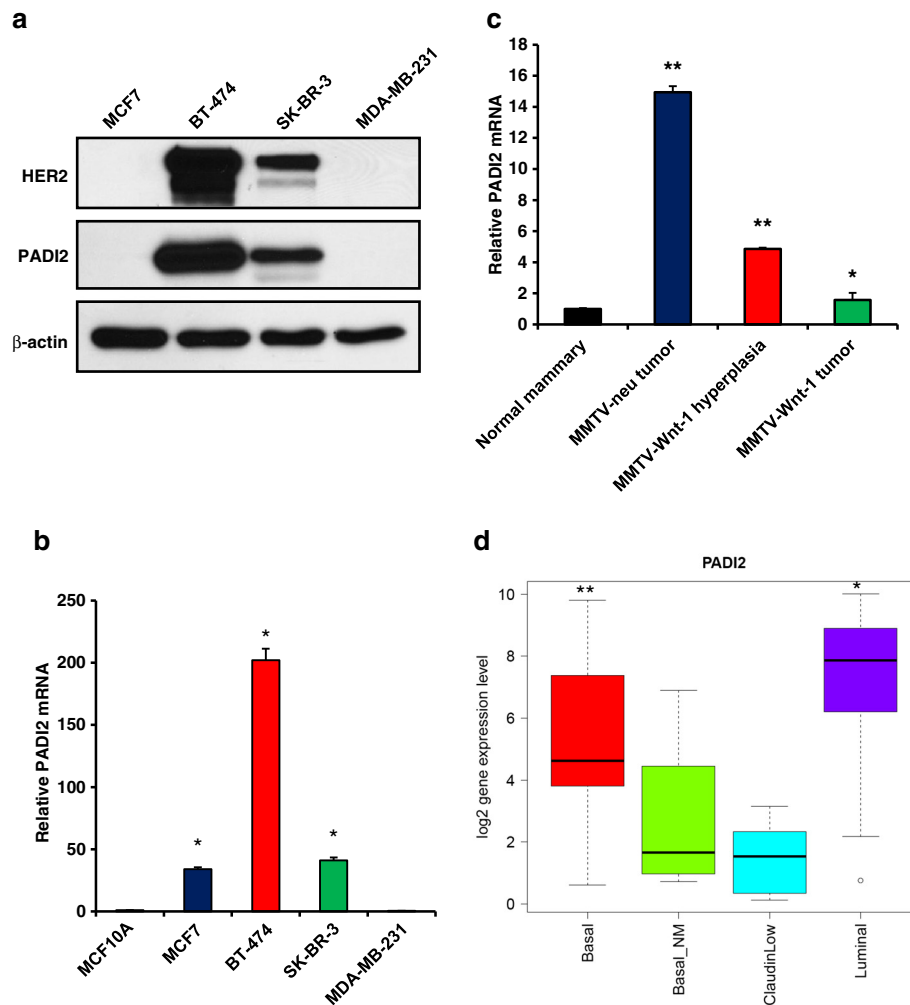 a
MCF7
BT-474
SK-BR-3
MDA-MB-231
HER2
PADI2
β-actin
c
Relative PADI2 mRNA
18
16
14
12
10
8
6
4
2
0
**
**
*
Normal mammary
MMTV-neu tumor
MMTV-Wnt-1 hyperplasia
MMTV-Wnt-1 tumor
b
Relative PADI2 mRNA
250
200
150
100
50
0
*
*
*
MCF10A
MCF7
BT-474
SK-BR-3
MDA-MB-231
d
PADI2
log2 gene expression level
10
8
6
4
2
0
**
*
Basal
Basal_NM
ClaudinLow
Luminal